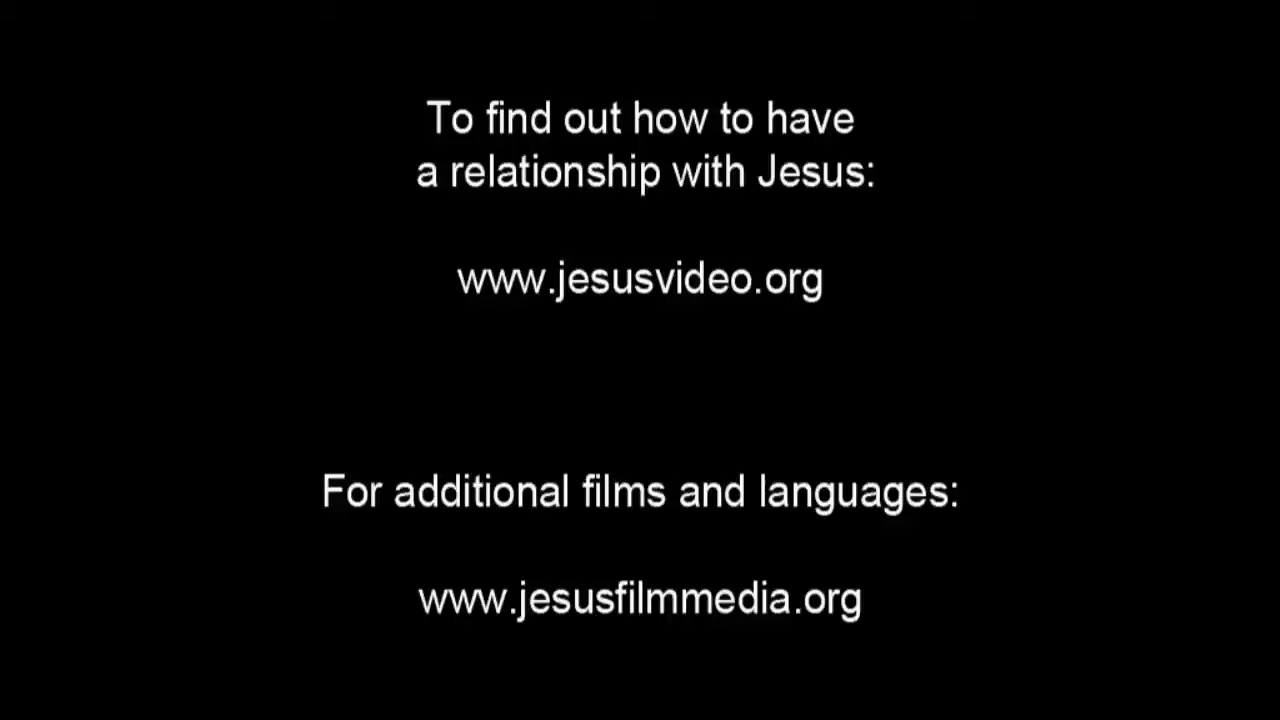 To find out how to have
a relationship with Jesus:
www.jesusvideo.org
For additional films and languages:
www.jesusfilmmedia.org